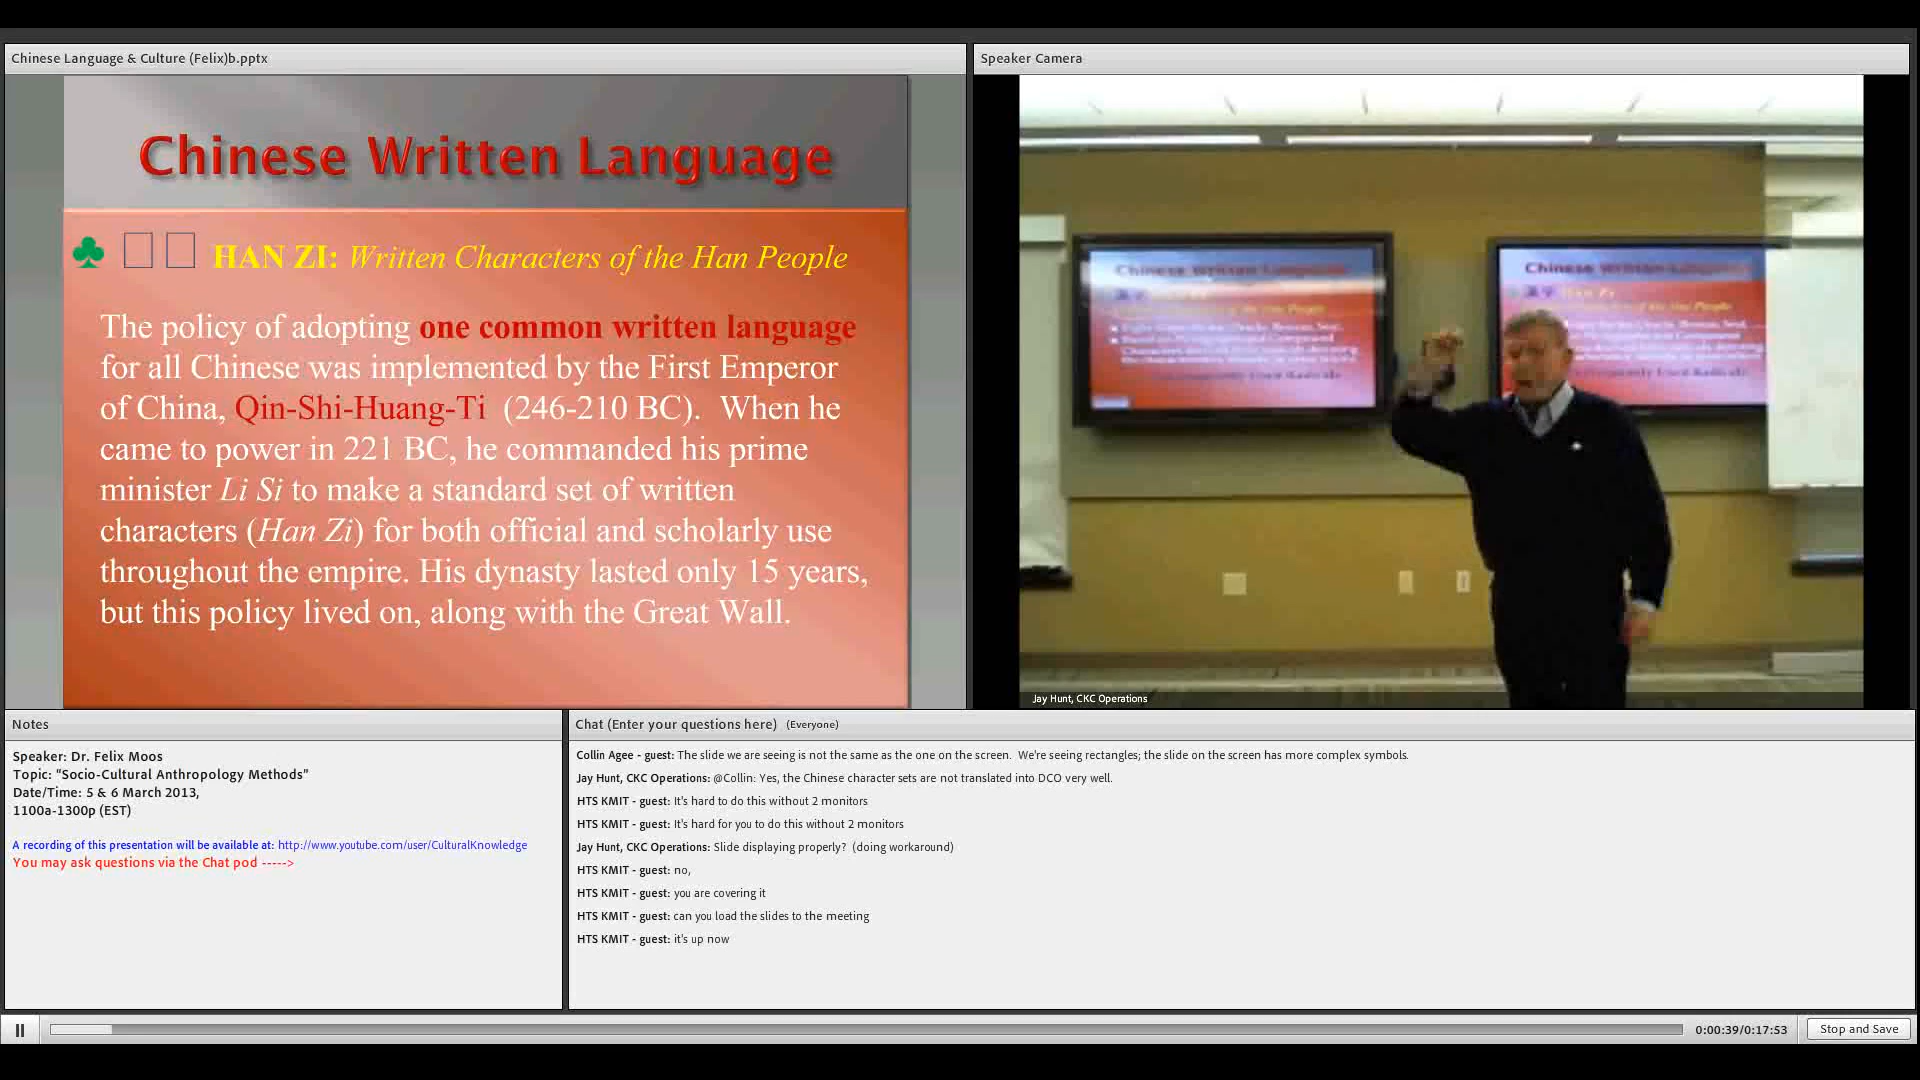 Chinese Language & Culture (Felix)b.pptx
Chinese Written Language
♣ □□ HAN ZI: Written Characters of the Han People
The policy of adopting one common written language
for all Chinese was implemented by the First Emperor
of China, Qin-Shi-Huang-Ti (246-210 BC). When he
came to power in 221 BC, he commanded his prime
minister Li Si to make a standard set of written
characters (Han Zi) for both official and scholarly use
throughout the empire. His dynasty lasted only 15 years,
but this policy lived on, along with the Great Wall.
Speaker Camera
Chinese Written Language
Chinese Written Language
Han Zi
Jay Hunt, CKC Operations
Notes
Speaker: Dr. Felix Moos
Topic: "Socio-Cultural Anthropology Methods"
Date/Time: 5 & 6 March 2013,
1100a-1300p (EST)
A recording of this presentation will be available at: http://www.youtube.com/user/CulturalKnowledge
You may ask questions via the Chat pod ----->
Chat (Enter your questions here) (Everyone)
Collin Agee - guest: The slide we are seeing is not the same as the one on the screen. We're seeing rectangles; the slide on the screen has more complex symbols.
Jay Hunt, CKC Operations: @Collin: Yes, the Chinese character sets are not translated into DCO very well.
HTS KMIT - guest: It's hard to do this without 2 monitors
HTS KMIT - guest: It's hard for you to do this without 2 monitors
Jay Hunt, CKC Operations: Slide displaying properly? (doing workaround)
HTS KMIT - guest: no,
HTS KMIT - guest: you are covering it
HTS KMIT - guest: can you load the slides to the meeting
HTS KMIT - guest: it's up now
0:00:39/0:17:53
Stop and Save